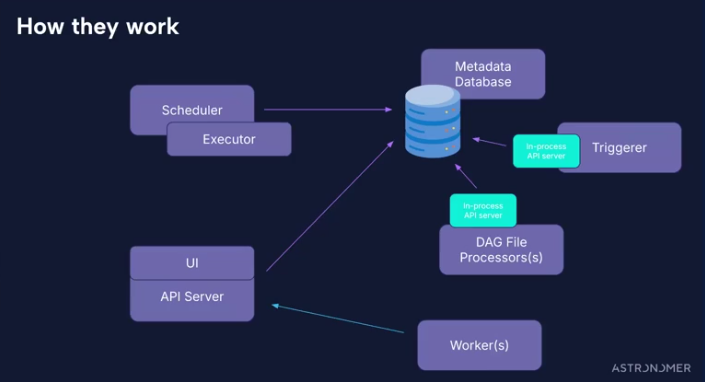 How they work
Metadata
Database
Scheduler
Executor
In-process
API server
Triggerer
In-process
API server
DAG File
Processors(s)
UI
API Server
Worker(s)
ASTRONOMER